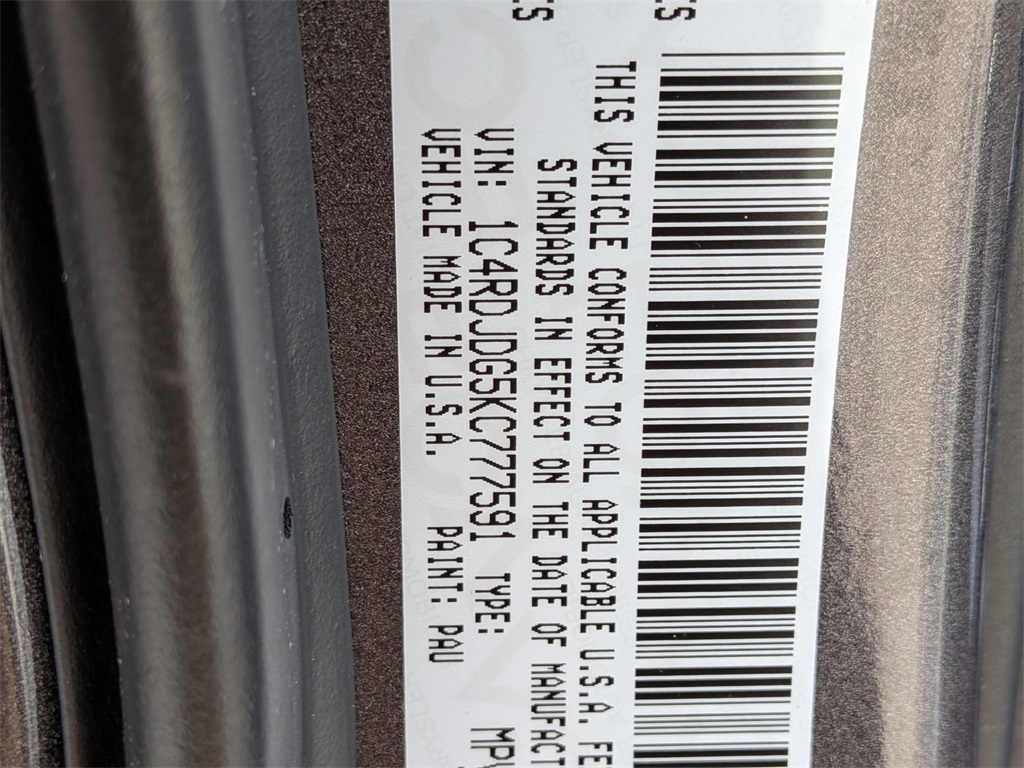 THIS VEHICLE CONFORMS TO ALL APPLICABLE U.S.A. FE
STANDARDS IN EFFECT ON THE DATE OF MANUFACT
VIN: 1C4RDJDG5KC777591 TYPE: MPV
VEHICLE MADE IN U.S.A. PAINT: PAU